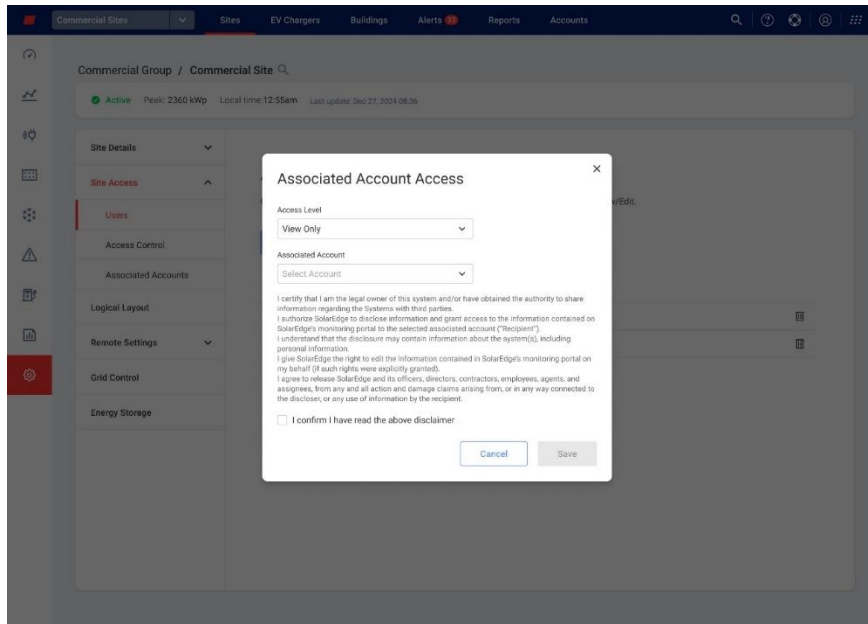 Commercial Sites
Sites
EV Chargers
Buildings
Alerts 33
Reports
Accounts
Commercial Group / Commercial Site
Active Peak: 2360 kWp Local time:12:55am Last update: Dec 27, 2024 08:36
Site Details
Site Access
Users
Access Control
Associated Accounts
Logical Layout
Remote Settings
Grid Control
Energy Storage
w/Edit.
Associated Account Access
Access Level
View Only
Associated Account
Select Account
I certify that I am the legal owner of this system and/or have obtained the authority to share
information regarding the Systems with third parties.
I authorize SolarEdge to disclose information and grant access to the information contained on
SolarEdge's monitoring portal to the selected associated account ("Recipient").
I understand that the disclosure may contain information about the system(s), including
personal information.
I give SolarEdge the right to edit the information contained in SolarEdge's monitoring portal on
my behalf (if such rights were explicitly granted).
I agree to release SolarEdge and its officers, directors, contractors, employees, agents, and
assignees, from any and all action and damage claims arising from, or in any way connected to
the discloser, or any use of information by the recipient.
I confirm I have read the above disclaimer
Cancel
Save